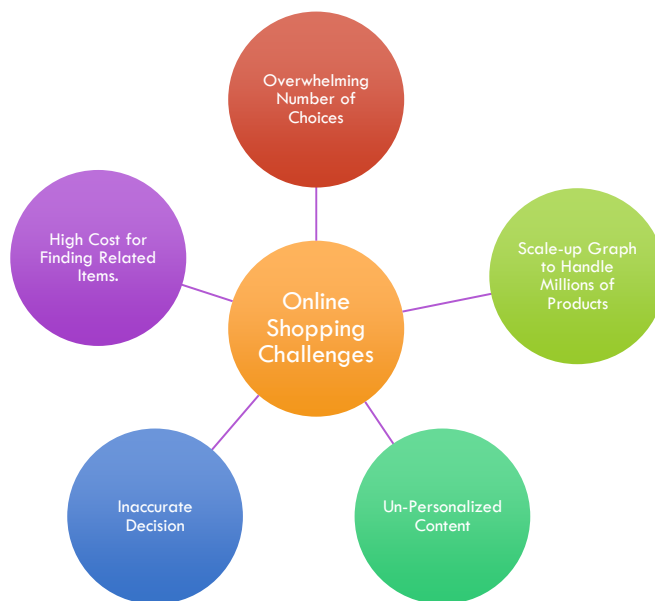 Overwhelming
Number of
Choices
High Cost for
Finding Related
Items.
Scale-up Graph
to Handle
Millions of
Products
Online
Shopping
Challenges
Inaccurate
Decision
Un-Personalized
Content